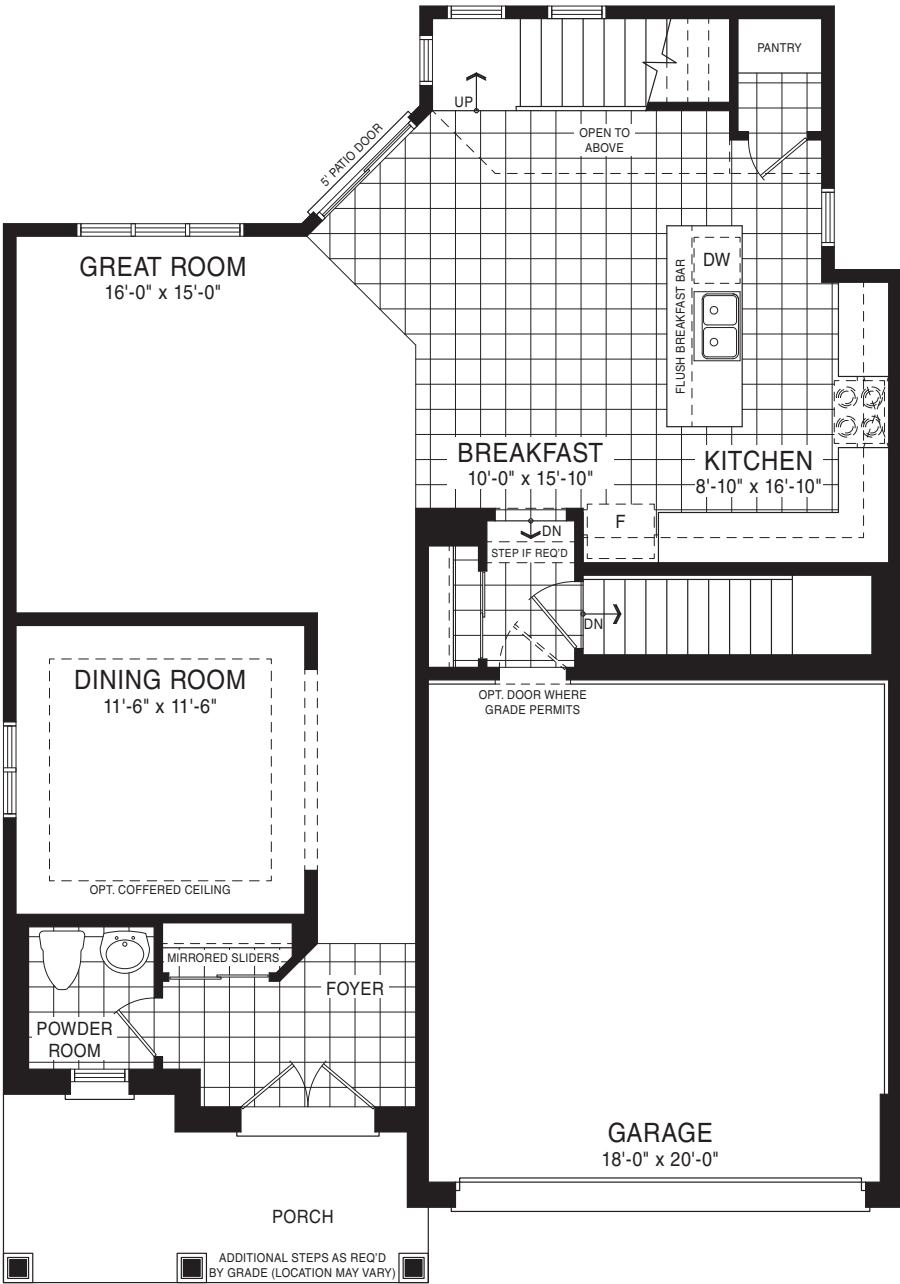 PANTRY
UP
OPEN TO
ABOVE
5' PATIO DOOR
GREAT ROOM
16'-0" x 15'-0"
DW
FLUSH BREAKFAST BAR
BREAKFAST
10'-0" x 15'-10"
KITCHEN
8'-10" x 16'-10"
F
DN
STEP IF REQ'D
DN
DINING ROOM
11'-6" x 11'-6"
OPT. DOOR WHERE
GRADE PERMITS
OPT. COFFERED CEILING
MIRRORED SLIDERS
FOYER
POWDER
ROOM
GARAGE
18'-0" x 20'-0"
PORCH
ADDITIONAL STEPS AS REQ'D
BY GRADE (LOCATION MAY VARY)